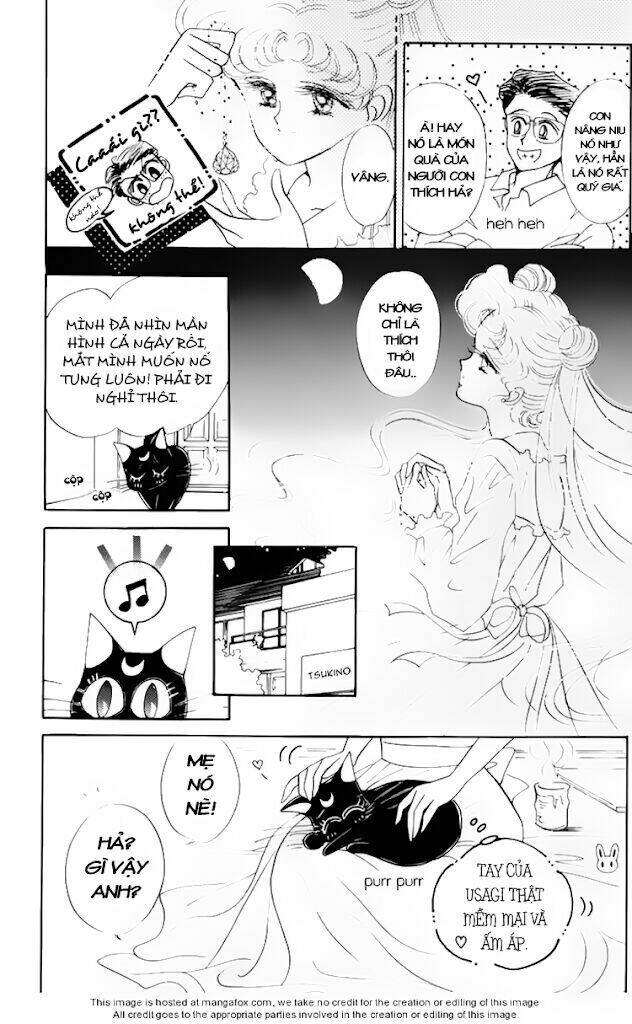 CON
NÂNG NIU
NÓ NHƯ
VẬY, HẲN
LÀ NÓ RẤT
QUÝ GIÁ.
À! HAY
NÓ LÀ MÓN
QUÀ CỦA
NGƯỜI CON
THÍCH HẢ?
heh heh
VÂNG.
Caaái gì??
không thể!
Không thể
nào!
KHÔNG
CHỈ LÀ
THÍCH
THÔI
ĐÂU..
MÌNH ĐÃ NHÌN MÀN
HÌNH CẢ NGÀY RỒI,
MẮT MÌNH MUỐN NỔ
TUNG LUÔN! PHẢI ĐI
NGHỈ THÔI.
cộp
cộp
TSUKINO
MẸ
NÓ
NÈ!
HẢ?
GÌ VẬY
ANH?
purr purr
TAY CỦA
USAGI THẬT
MỀM MẠI VÀ
ẤM ÁP.
This image is hosted at mangafox.com, we take no credit for the creation or editing of this image
All credit goes to the appropriate parties involved in the creation or editing of this image.